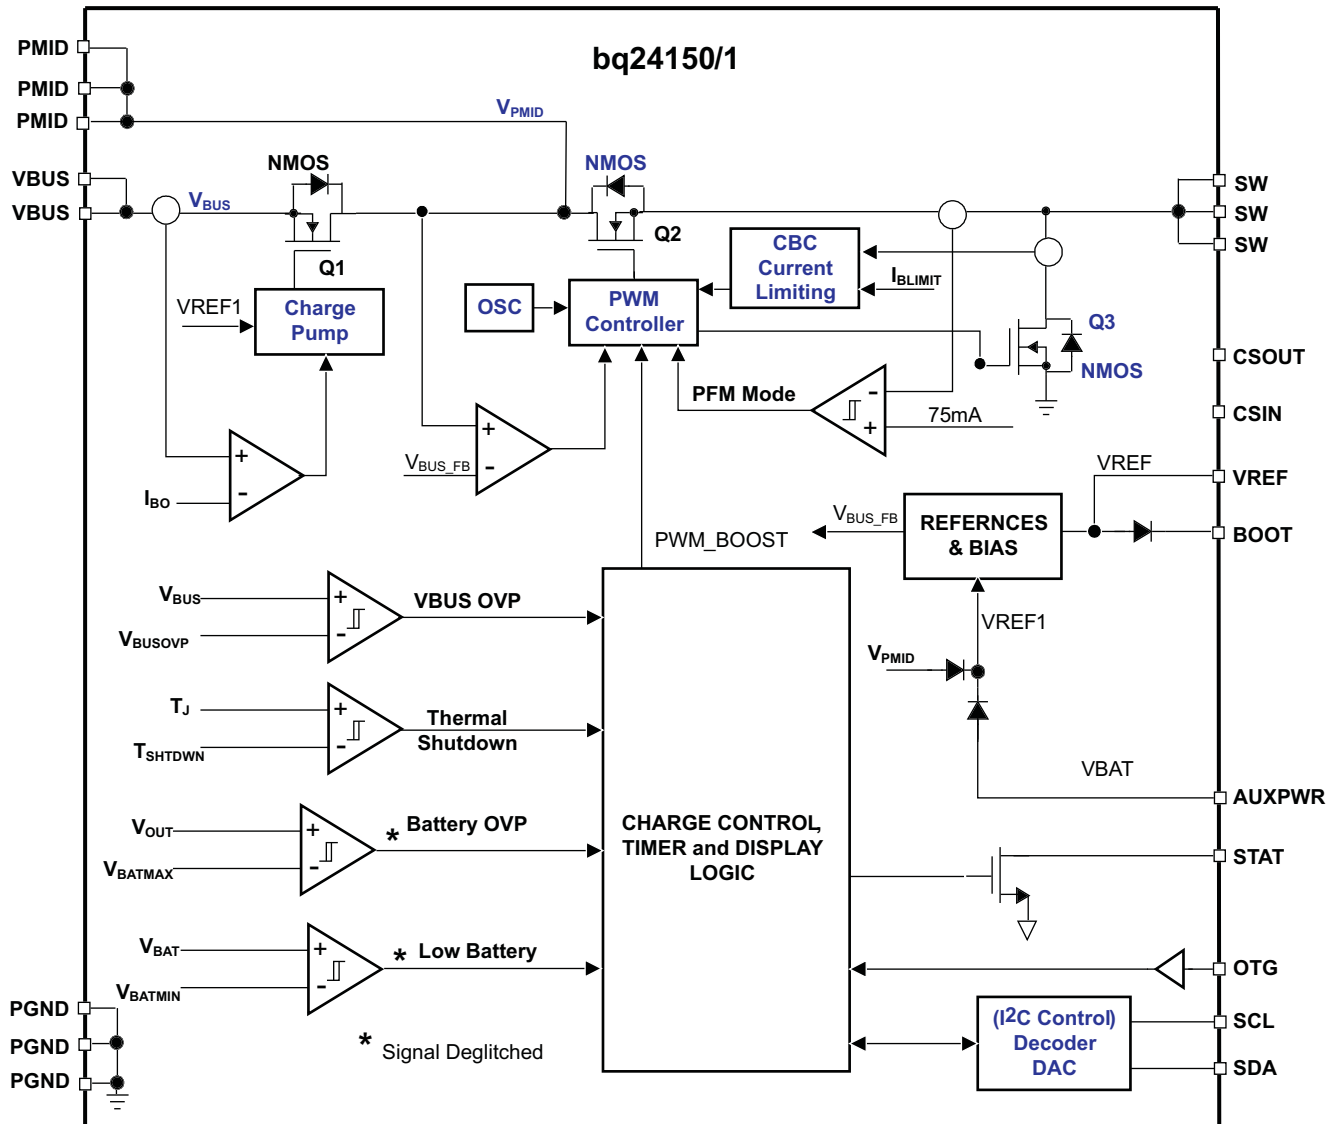 bq24150/1
PMID
PMID
PMID
VPMID
VBUS
VBUS
VBUS
NMOS
Q1
NMOS
Q2
SW
SW
SW
VREF1
Charge
Pump
OSC
PWM
Controller
CBC
Current
Limiting
IBLIMIT
Q3
NMOS
CSOUT
CSIN
PFM Mode
-
+
75mA
+
-
IBO
+
-
VBUS_FB
VREF
VREF
VBUS_FB
REFERNCES
& BIAS
BOOT
PWM_BOOST
VBUS
VBUSOVP
+
-
VBUS OVP
VREF1
VPMID
TJ
TSHTDWN
+
-
Thermal
Shutdown
VBAT
AUXPWR
VOUT
VBATMAX
+
-
* Battery OVP
CHARGE CONTROL,
TIMER and DISPLAY
LOGIC
STAT
VBAT
VBATMIN
+
-
* Low Battery
OTG
PGND
PGND
PGND
* Signal Deglitched
(I2C Control)
Decoder
DAC
SCL
SDA